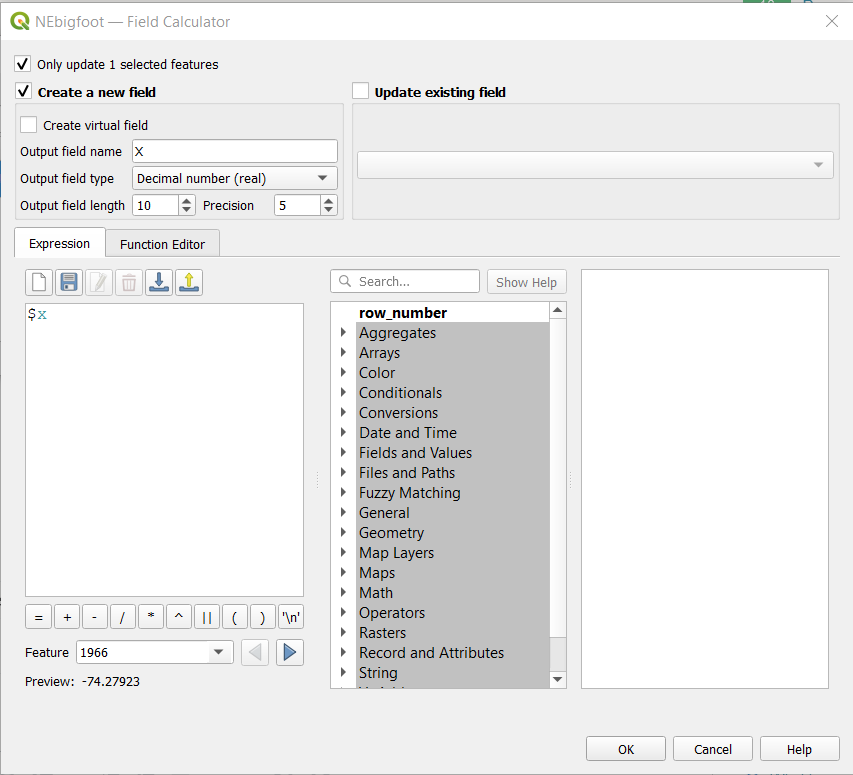 NEbigfoot — Field Calculator
Only update 1 selected features
Create a new field
Update existing field
Create virtual field
Output field name X
Output field type Decimal number (real)
Output field length 10 Precision 5
Expression Function Editor
Search... Show Help
$x
row_number
Aggregates
Arrays
Color
Conditionals
Conversions
Date and Time
Fields and Values
Files and Paths
Fuzzy Matching
General
Geometry
Map Layers
Maps
Math
Operators
Rasters
Record and Attributes
String
= + - / * ^ || ( ) '\n'
Feature 1966
Preview: -74.27923
OK Cancel Help